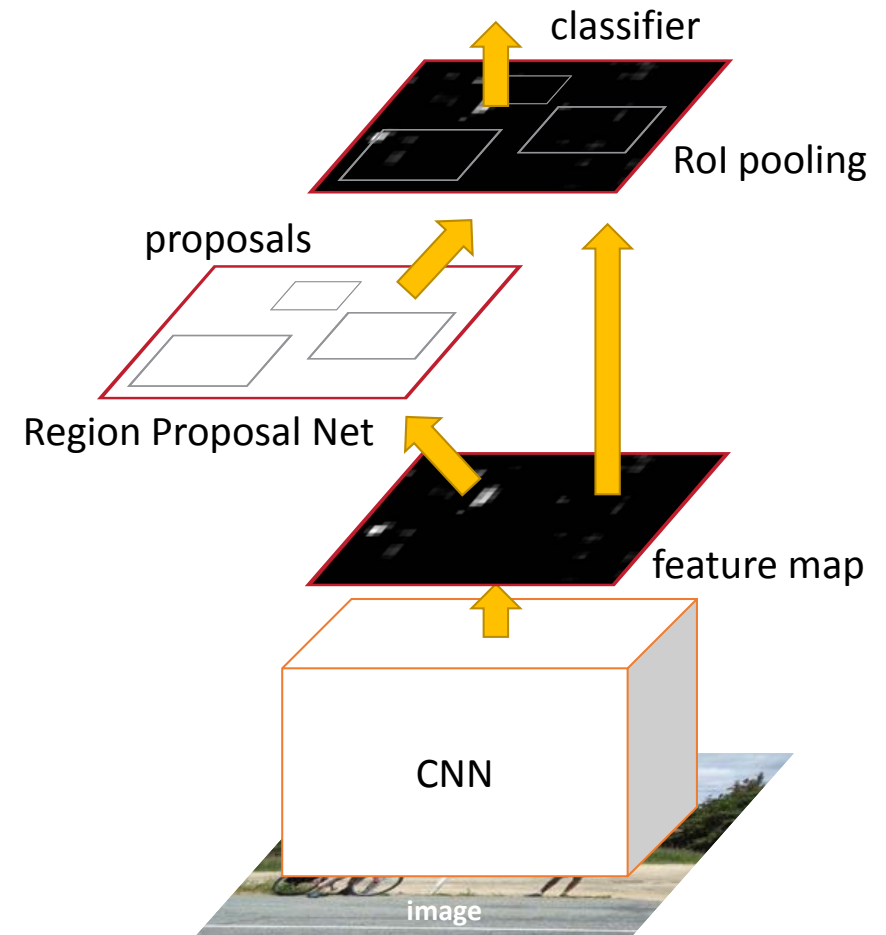 classifier
RoI pooling
proposals
Region Proposal Net
feature map
CNN
image